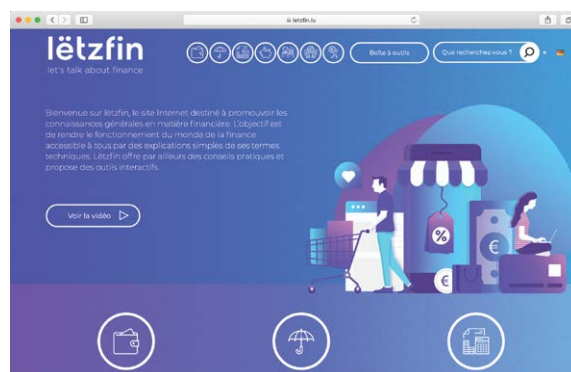 letzfin.lu
lëtzfin
let's talk about finance
Boîte à outils
Que recherchez-vous ?
Bienvenue sur lëtzfin, le site Internet destiné à promouvoir les
connaissances générales en matière financière. L'objectif est
de rendre le fonctionnement du monde de la finance
accessible à tous par des explications simples de ses termes
techniques. Lëtzfin offre par ailleurs des conseils pratiques et
propose des outils interactifs.
Voir la vidéo
%
€
€